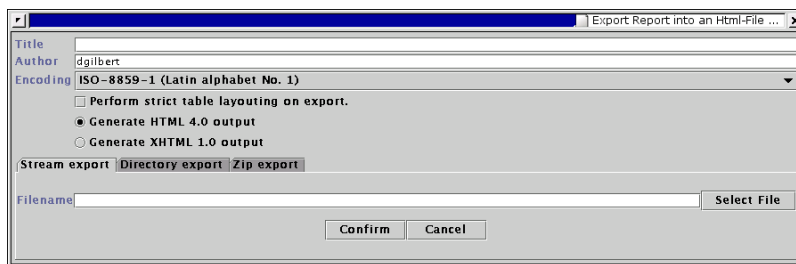 Export Report into an Html-File ...
Title
Author dgilbert
Encoding ISO-8859-1 (Latin alphabet No. 1)
Perform strict table layouting on export.
Generate HTML 4.0 output
Generate XHTML 1.0 output
Stream export Directory export Zip export
Filename Select File
Confirm Cancel